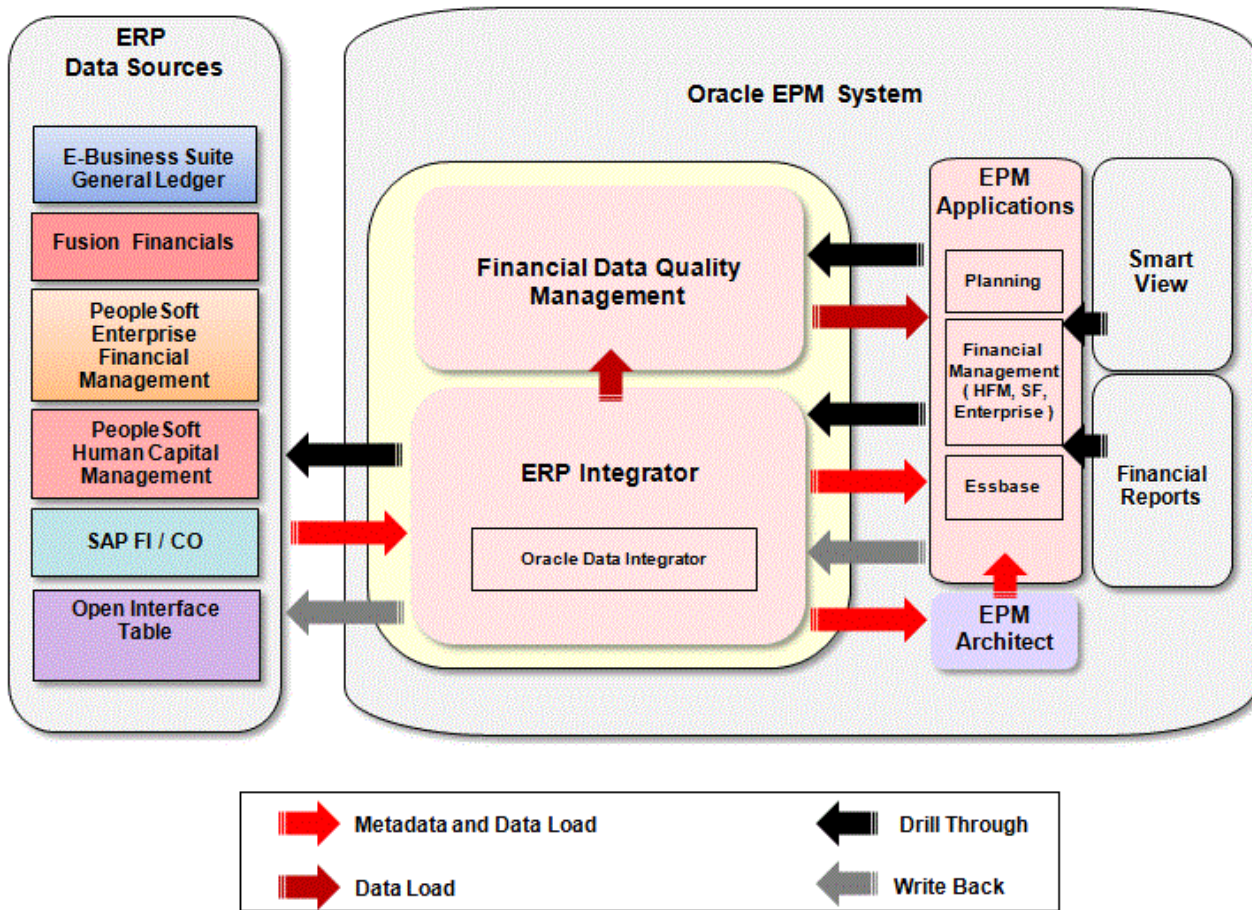 ERP
Data Sources
E-Business Suite
General Ledger
Fusion Financials
PeopleSoft
Enterprise
Financial
Management
PeopleSoft
Human Capital
Management
SAP FI / CO
Open Interface
Table
Oracle EPM System
Financial Data Quality
Management
ERP Integrator
Oracle Data Integrator
EPM
Applications
Planning
Financial
Management
( HFM, SF,
Enterprise )
Essbase
EPM
Architect
Smart
View
Financial
Reports
Metadata and Data Load
Drill Through
Data Load
Write Back